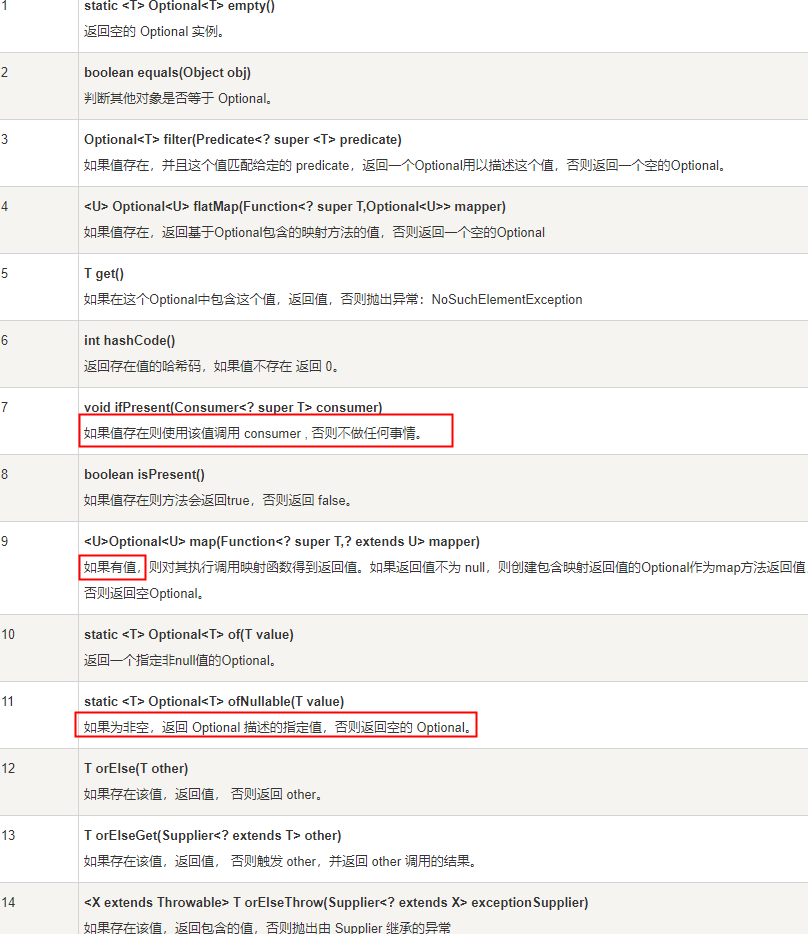 1 static <T> Optional<T> empty()
返回空的 Optional 实例。
2 boolean equals(Object obj)
判断其他对象是否等于 Optional。
3 Optional<T> filter(Predicate<? super <T> predicate)
如果值存在，并且这个值匹配给定的 predicate，返回一个Optional用以描述这个值，否则返回一个空的Optional。
4 <U> Optional<U> flatMap(Function<? super T,Optional<U>> mapper)
如果值存在，返回基于Optional包含的映射方法的值，否则返回一个空的Optional
5 T get()
如果在这个Optional中包含这个值，返回值，否则抛出异常：NoSuchElementException
6 int hashCode()
返回存在值的哈希码，如果值不存在 返回 0。
7 void ifPresent(Consumer<? super T> consumer)
如果值存在则使用该值调用 consumer , 否则不做任何事情。
8 boolean isPresent()
如果值存在则方法会返回true，否则返回 false。
9 <U>Optional<U> map(Function<? super T,? extends U> mapper)
如果有值，则对其执行调用映射函数得到返回值。如果返回值不为 null，则创建包含映射返回值的Optional作为map方法返回值，
否则返回空Optional。
10 static <T> Optional<T> of(T value)
返回一个指定非null值的Optional。
11 static <T> Optional<T> ofNullable(T value)
如果为非空，返回 Optional 描述的指定值，否则返回空的 Optional。
12 T orElse(T other)
如果存在该值，返回值， 否则返回 other。
13 T orElseGet(Supplier<? extends T> other)
如果存在该值，返回值， 否则触发 other，并返回 other 调用的结果。
14 <X extends Throwable> T orElseThrow(Supplier<? extends X> exceptionSupplier)
如果存在该值，返回包含的值，否则抛出由 Supplier 继承的异常